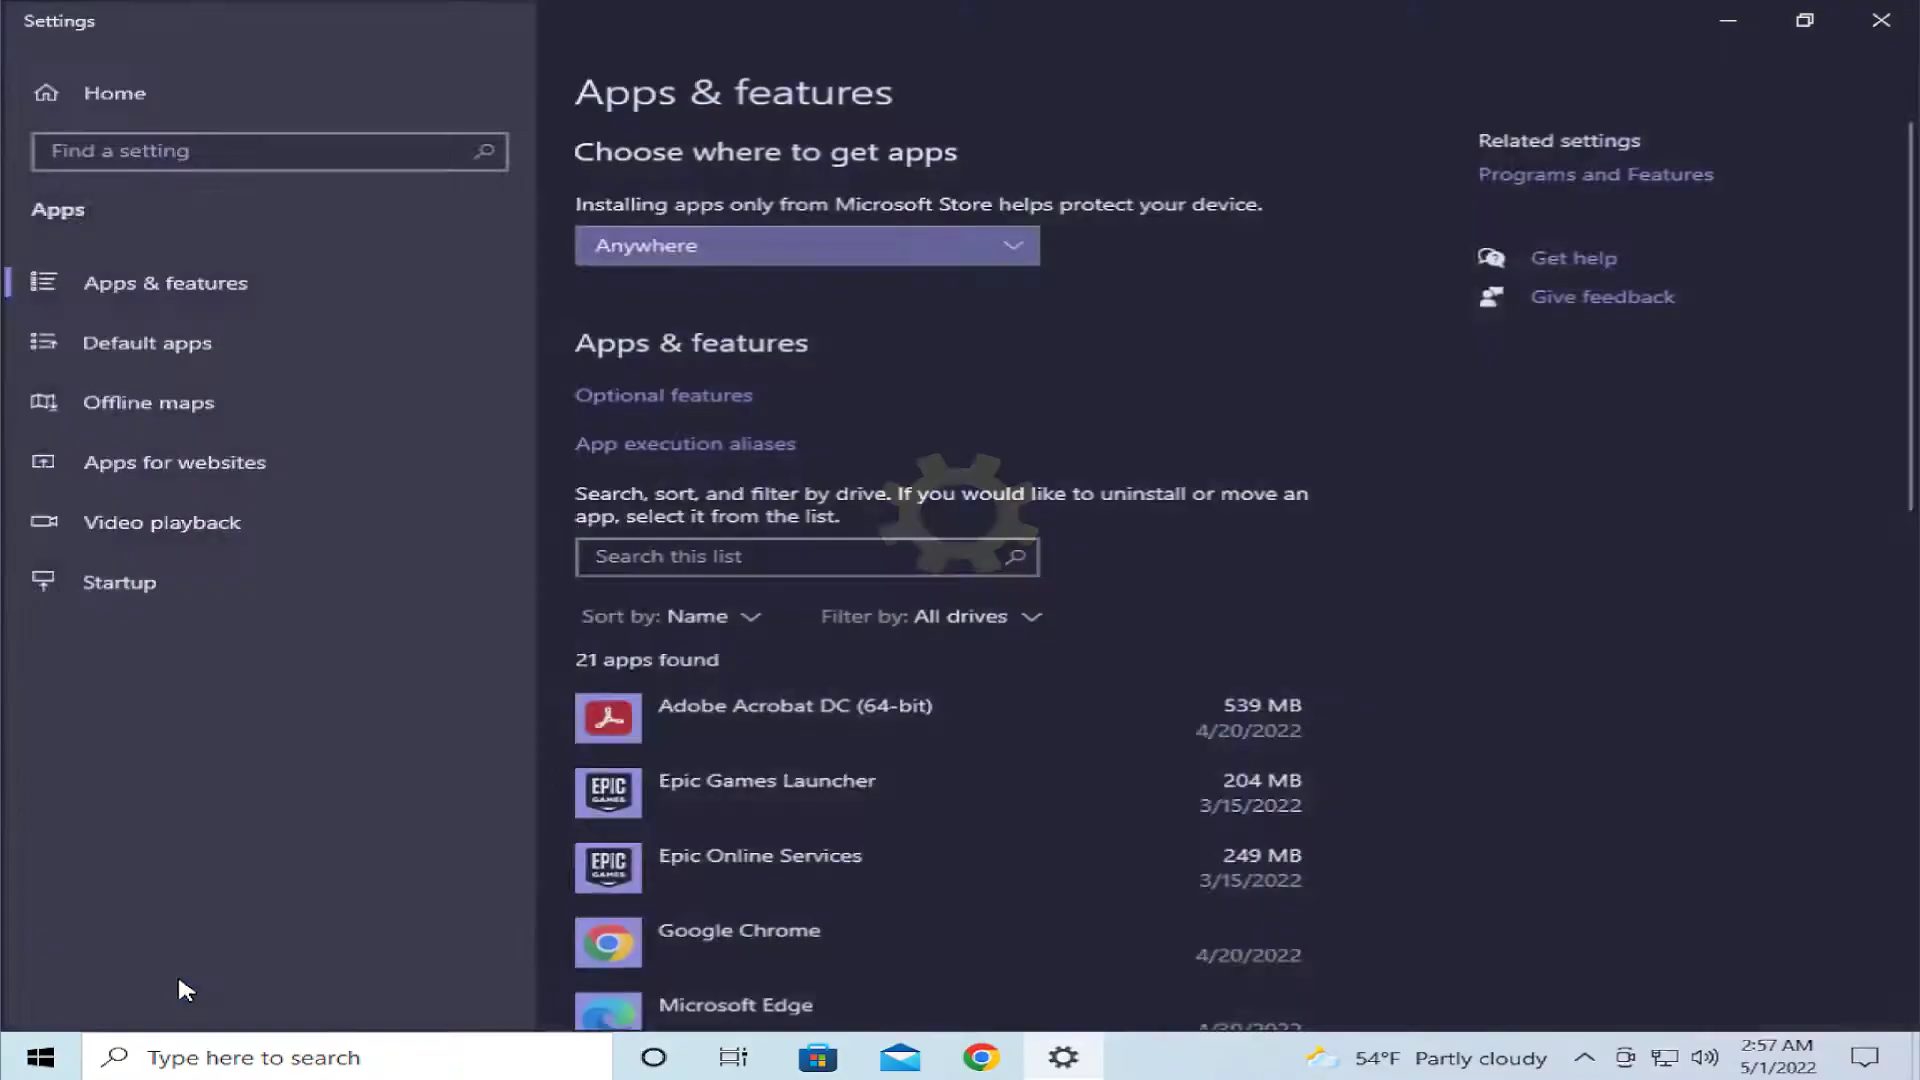 Settings
Home
Find a setting
Apps
Apps & features
Default apps
Offline maps
Apps for websites
Video playback
Startup
Apps & features
Choose where to get apps
Installing apps only from Microsoft Store helps protect your device.
Anywhere
Apps & features
Optional features
App execution aliases
Search, sort, and filter by drive. If you would like to uninstall or move an
app, select it from the list.
Search this list
Sort by: Name
Filter by: All drives
21 apps found
Adobe Acrobat DC (64-bit)
539 MB
4/20/2022
EPIC
GAMES
Epic Games Launcher
204 MB
3/15/2022
EPIC
GAMES
Epic Online Services
249 MB
3/15/2022
Google Chrome
4/20/2022
Microsoft Edge
Related settings
Programs and Features
Get help
Give feedback
Type here to search
54°F Partly cloudy
2:57 AM
5/1/2022